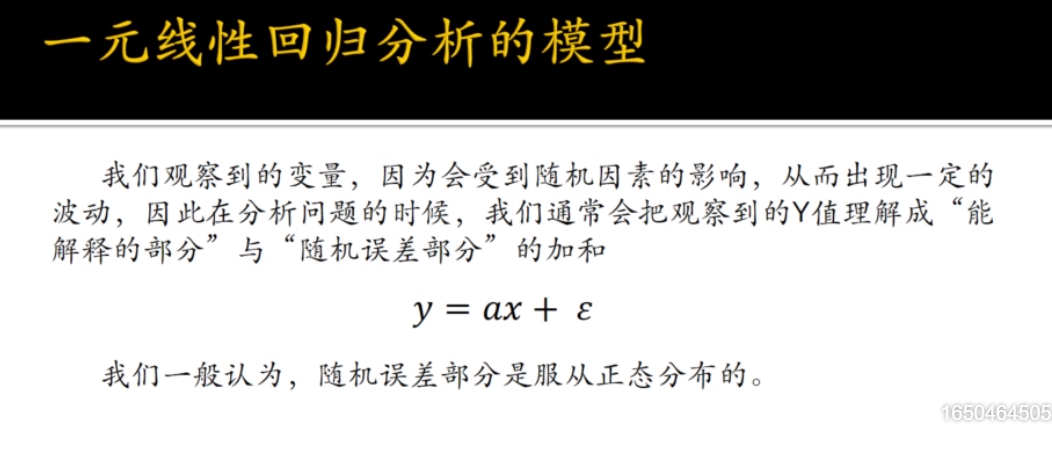 一元线性回归分析的模型
我们观察到的变量，因为会受到随机因素的影响，从而出现一定的
波动，因此在分析问题的时候，我们通常会把观察到的Y值理解成“能
解释的部分”与“随机误差部分”的加和
y = ax + ε
我们一般认为，随机误差部分是服从正态分布的。
1650464505